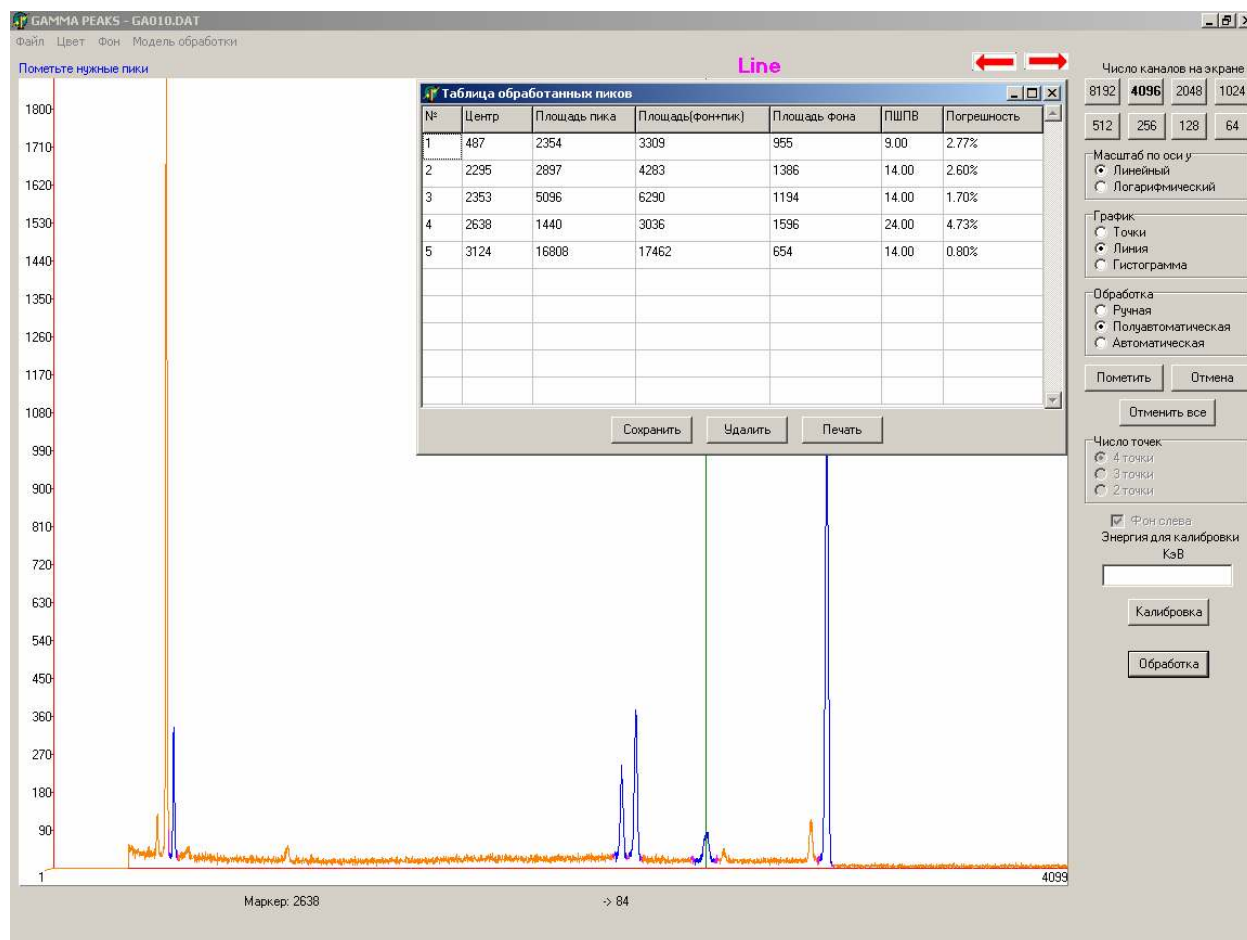 GAMMA PEAKS - GA010.DAT
Файл Цвет Фон Модель обработки
Пометьте нужные пики
Line
Число каналов на экране
8192 4096 2048 1024
512 256 128 64
Масштаб по оси y
Линейный
Логарифмический
График
Точки
Линия
Гистограмма
Обработка
Ручная
Полуавтоматическая
Автоматическая
Пометить Отмена
Отменить все
Число точек
4 точки
3 точки
2 точки
Фон слева
Энергия для калибровки
КэВ
Калибровка
Обработка
Таблица обработанных пиков
№ Центр Площадь пика Площадь(фон+пик) Площадь фона ПШПВ Погрешность
1 487 2354 3309 955 9.00 2.77%
2 2295 2897 4283 1386 14.00 2.60%
3 2353 5096 6290 1194 14.00 1.70%
4 2638 1440 3036 1596 24.00 4.73%
5 3124 16808 17462 654 14.00 0.80%
Сохранить Удалить Печать
1800
1710
1620
1530
1440
1350
1260
1170
1080
990
900
810
720
630
540
450
360
270
180
90
1 4099
Маркер: 2638 -> 84